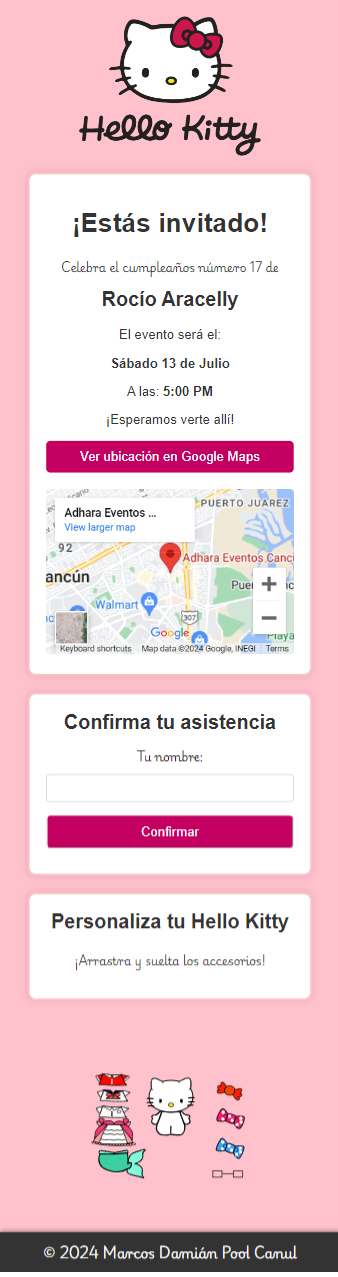 Hello Kitty
¡Estás invitado!
Celebra el cumpleaños número 17 de
Rocío Aracelly
El evento será el:
Sábado 13 de Julio
A las: 5:00 PM
¡Esperamos verte allí!
Ver ubicación en Google Maps
Adhara Eventos ...
View larger map
PUERTO JUAREZ
92
Adhara Eventos Cancú
ancún
Puer
Walmart
307
Google
Playa
Keyboard shortcuts Map data ©2024 Google, INEGI Terms
Confirma tu asistencia
Tu nombre:
Confirmar
Personaliza tu Hello Kitty
¡Arrastra y suelta los accesorios!
© 2024 Marcos Damián Pool Canul